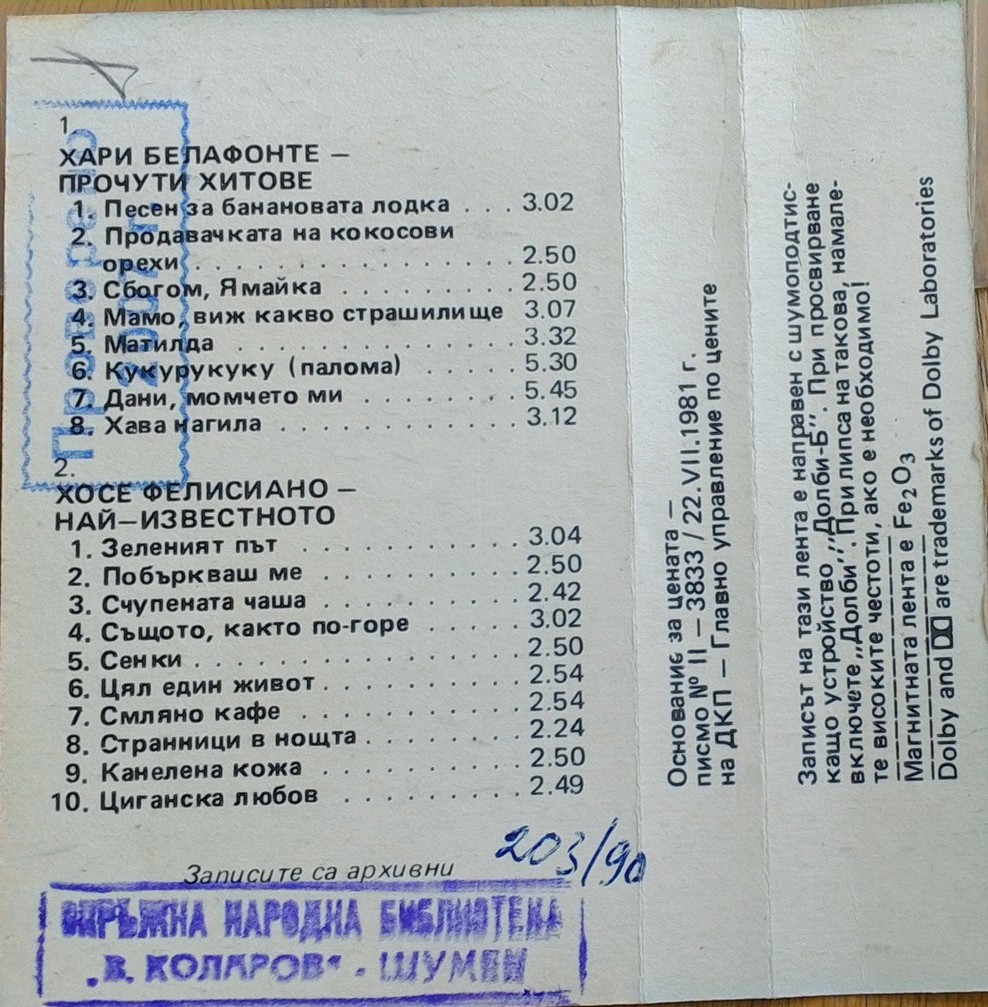 1.
ХАРИ БЕЛАФОНТЕ –
ПРОЧУТИ ХИТОВЕ
1. Песен за банановата лодка . . . 3.02
2. Продавачката на кокосови
орехи . . . . . . . . . . . . . . . . 2.50
3. Сбогом, Ямайка . . . . . . . . . 2.50
4. Мамо, виж какво страшилище 3.07
5. Матилда . . . . . . . . . . . . . . . 3.32
6. Кукурукуку (палома) . . . . . 5.30
7. Дани, момчето ми . . . . . . . . 5.45
8. Хава нагила . . . . . . . . . . . . 3.12
2.
ХОСЕ ФЕЛИСИАНО –
НАЙ–ИЗВЕСТНОТО
1. Зеленият път . . . . . . . . . . . 3.04
2. Побъркваш ме . . . . . . . . . . 2.50
3. Счупената чаша . . . . . . . . . . 2.42
4. Същото, както по-горе . . . . . 3.02
5. Сенки . . . . . . . . . . . . . . . . 2.50
6. Цял един живот . . . . . . . . . . 2.54
7. Смляно кафе . . . . . . . . . . . 2.54
8. Странници в нощта . . . . . . . . 2.24
9. Канелена кожа . . . . . . . . . . 2.50
10. Циганска любов . . . . . . . . . 2.49
203/90
Записите са архивни
ОКРЪЖНА НАРОДНА БИБЛИОТЕКА
„В. КОЛАРОВ“ - ШУМЕН
Проверено
Основание за цената –
писмо № II – 3833 / 22.VII.1981 г.
на ДКП – Главно управление по цените
Записът на тази лента е направен с шумоподтис-
кащо устройство „Долби-Б”. При просвирване
включете „Долби”. При липса на такова, намале-
те високите честоти, ако е необходимо!
Магнитната лента е Fe2O3
Dolby and DD are trademarks of Dolby Laboratories